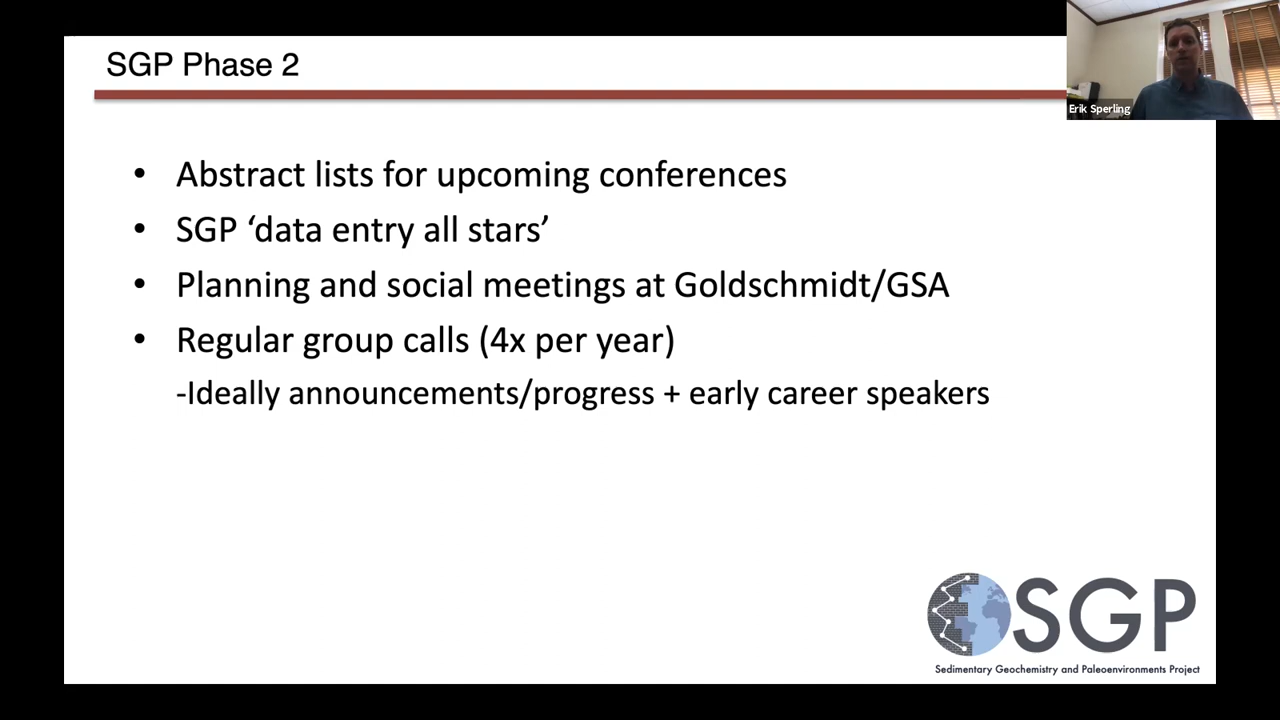 SGP Phase 2
Erik Sperling
• Abstract lists for upcoming conferences
• SGP ‘data entry all stars’
• Planning and social meetings at Goldschmidt/GSA
• Regular group calls (4x per year)
-Ideally announcements/progress + early career speakers
SGP
Sedimentary Geochemistry and Paleoenvironments Project